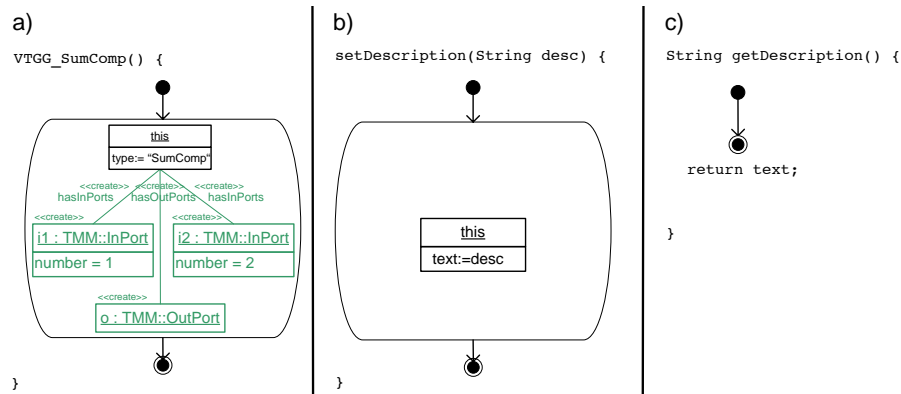 a)
VTGG_SumComp() {
this
type:= “SumComp“
<<create>> <<create>> <<create>>
hasInPorts hasOutPorts hasInPorts
<<create>> <<create>>
i1 : TMM::InPort i2 : TMM::InPort
number = 1 number = 2
<<create>>
o : TMM::OutPort
}
b)
setDescription(String desc) {
this
text:=desc
}
c)
String getDescription() {
return text;
}